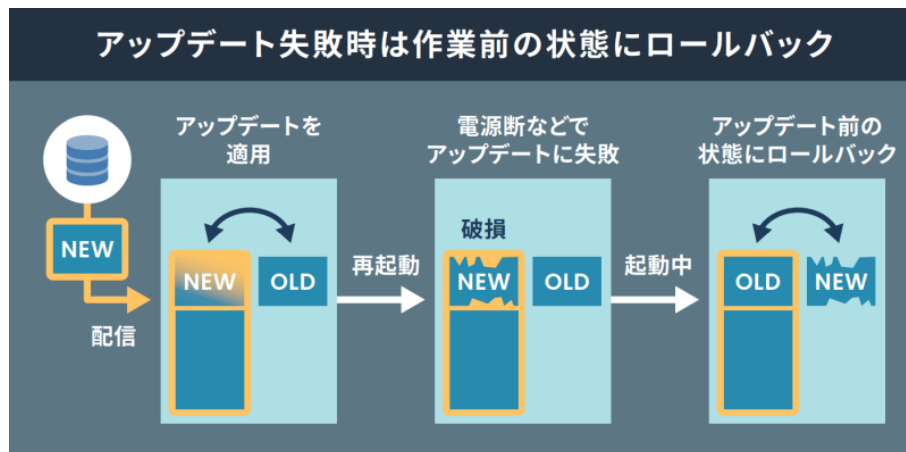 アップデート失敗時は作業前の状態にロールバック
アップデートを
適用
電源断などで
アップデートに失敗
アップデート前の
状態にロールバック
NEW
配信
NEW
OLD
再起動
破損
NEW
OLD
起動中
OLD
NEW